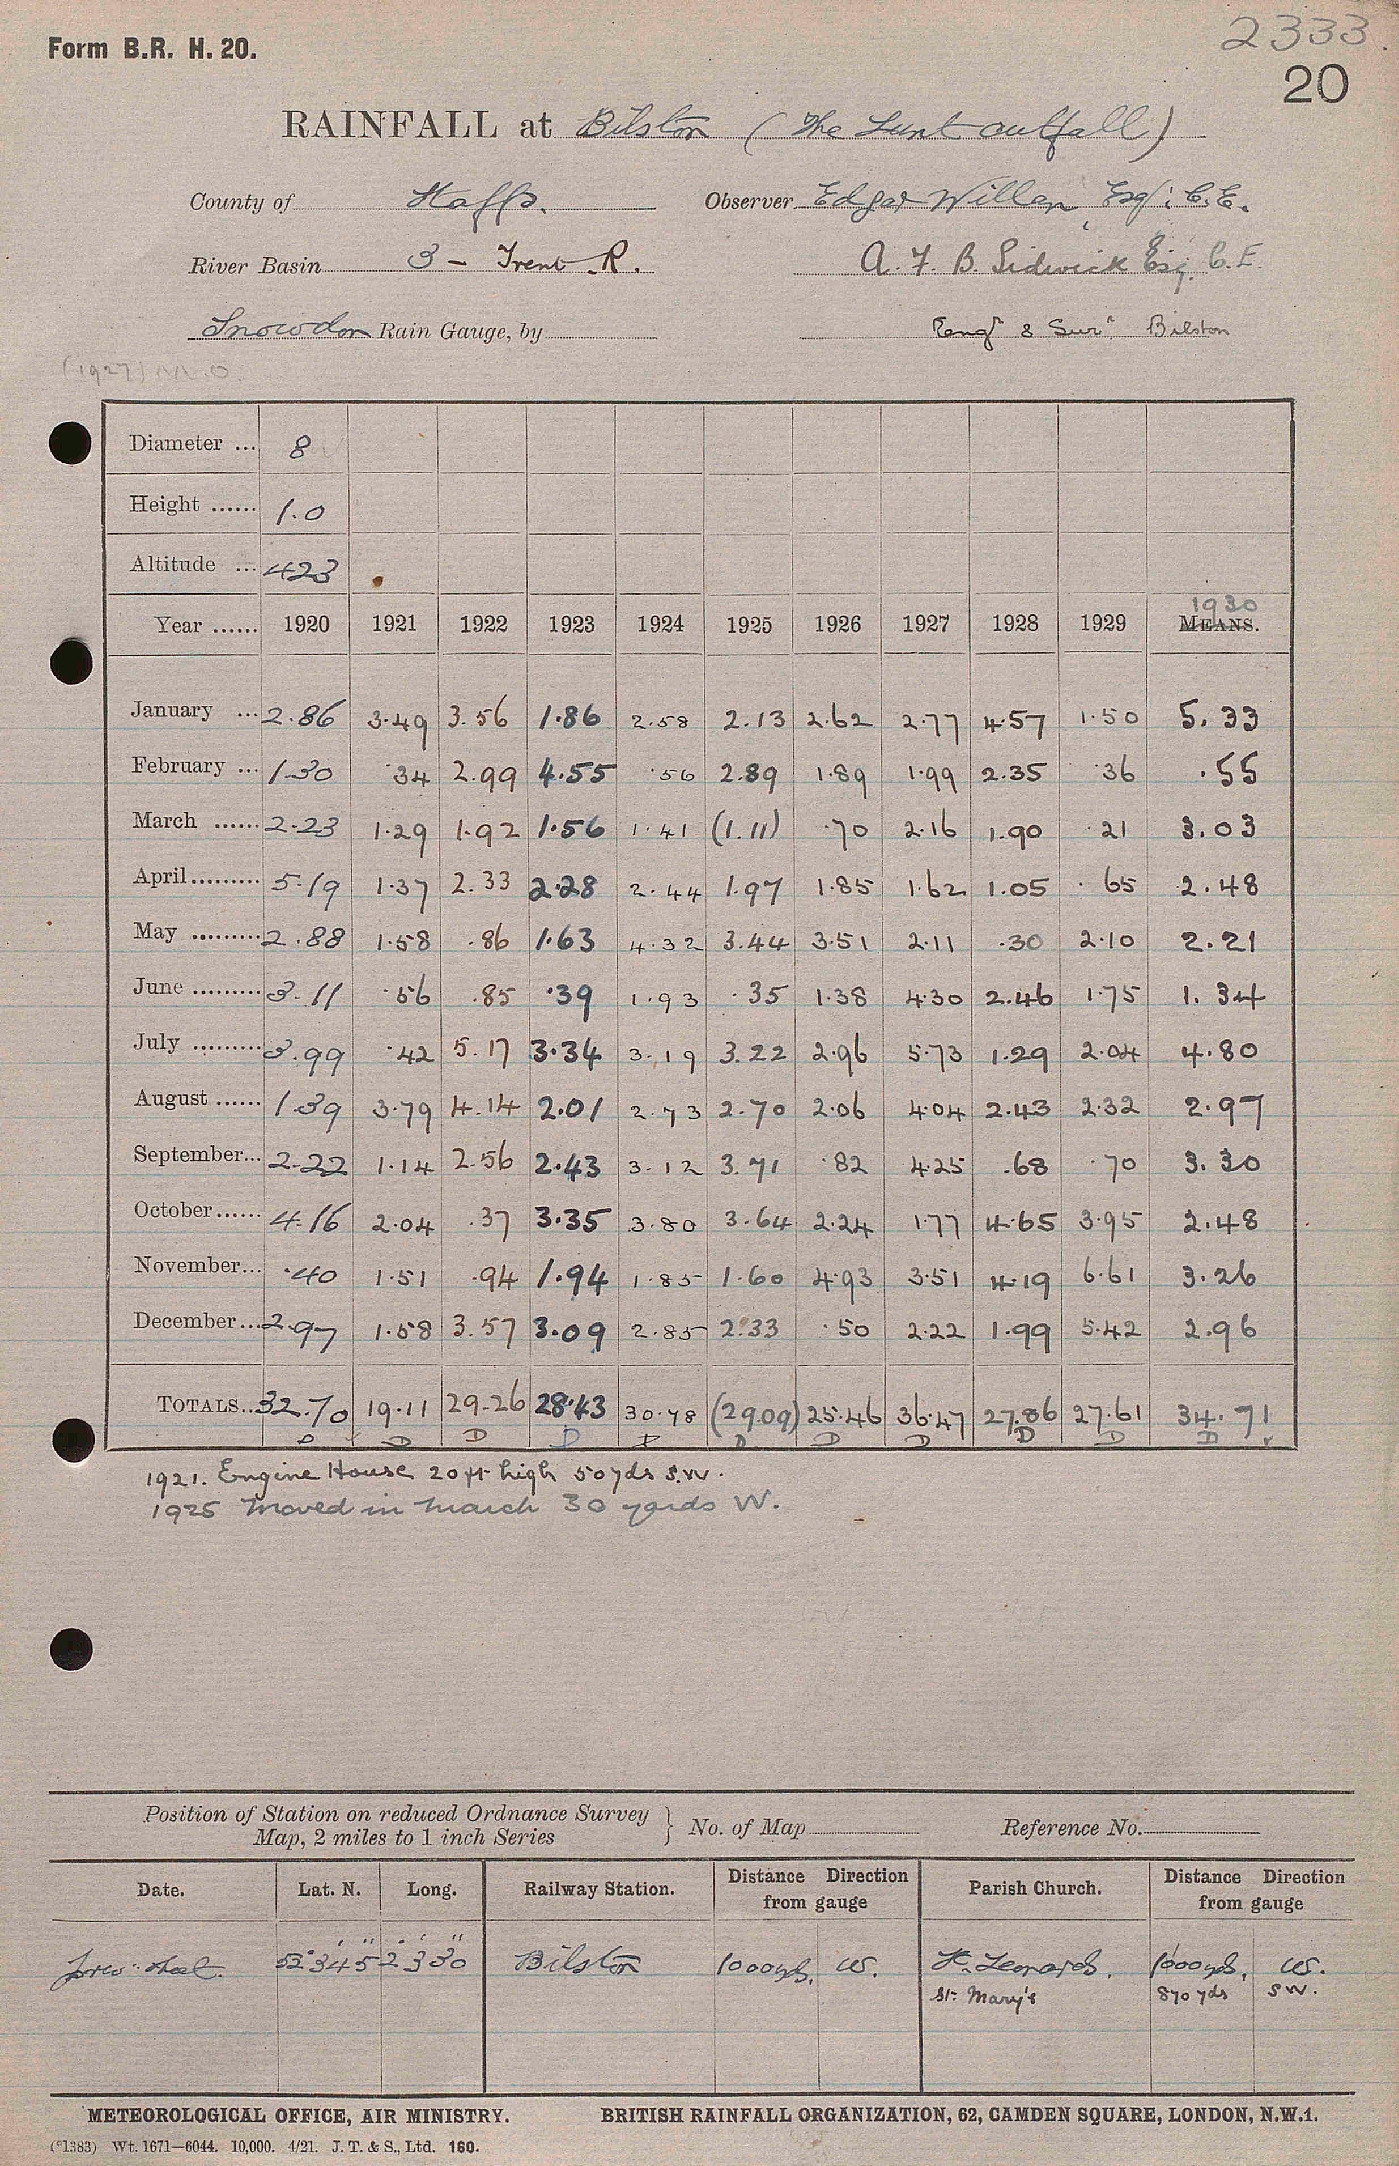 2333.
Form B.R. H. 20.
20
RAINFALL at Bilston (The Lunt outfall)
County of Staffs. Observer Edgar Willan, Esqr: C.E.
River Basin 3 - Trent R. A. F. B. Sidwick Esq. C.E.
Snowdon Rain Gauge, by Engr & Surr Bilston
(1927) M.O.
Diameter ... 8
Height ...... 1.0
Altitude ... 423
Year ...... 1920 1921 1922 1923 1924 1925 1926 1927 1928 1929 MEANS. 1930
January ... 2.86 3.49 3.56 1.86 2.58 2.13 2.62 2.77 4.57 1.50 5.33
February ... 1.30 .34 2.99 4.55 .56 2.89 1.89 1.99 2.35 .36 .55
March ...... 2.23 1.29 1.92 1.56 1.41 (1.11) .70 2.16 1.90 .21 3.03
April ......... 5.19 1.37 2.33 2.28 2.44 1.97 1.85 1.62 1.05 .65 2.48
May ......... 2.88 1.58 .86 1.63 4.32 3.44 3.51 2.11 .30 2.10 2.21
June ......... 3.11 .56 .85 .39 1.93 .35 1.38 4.30 2.46 1.75 1.34
July ......... 3.99 .42 5.17 3.34 3.19 3.22 2.96 5.73 1.29 2.04 4.80
August ...... 1.39 3.79 4.14 2.01 2.73 2.70 2.06 4.04 2.43 2.32 2.97
September... 2.22 1.14 2.56 2.43 3.12 3.71 .82 4.25 .68 .70 3.30
October ...... 4.16 2.04 .37 3.35 3.80 3.64 2.24 1.77 4.65 3.95 2.48
November... .40 1.51 .94 1.94 1.85 1.60 4.93 3.51 4.19 6.61 3.26
December... 2.97 1.58 3.57 3.09 2.85 2.33 .50 2.22 1.99 5.42 2.96
TOTALS... 32.70 19.11 29.26 28.43 30.78 (29.09) 25.46 36.47 27.86 27.61 34.71
D D D D D D D D D D
1921. Engine House 20 ft high 50 yds S.W.
1925 Moved in March 30 yards W.
Position of Station on reduced Ordnance Survey
Map, 2 miles to 1 inch Series } No. of Map Reference No.
Date. Lat. N. Long. Railway Station. Distance Direction from gauge Parish Church. Distance Direction from gauge
prev. sheet. 52° 34' 5" 2° 3' 30" Bilston 1000yds. W. St. Leonards. 1000yds. W.
St. Mary's 870 yds SW.
METEOROLOGICAL OFFICE, AIR MINISTRY. BRITISH RAINFALL ORGANIZATION, 62, CAMDEN SQUARE, LONDON, N.W.1.
(*1383) Wt. 1671—6044. 10,000. 4/21. J. T. & S., Ltd. 160.